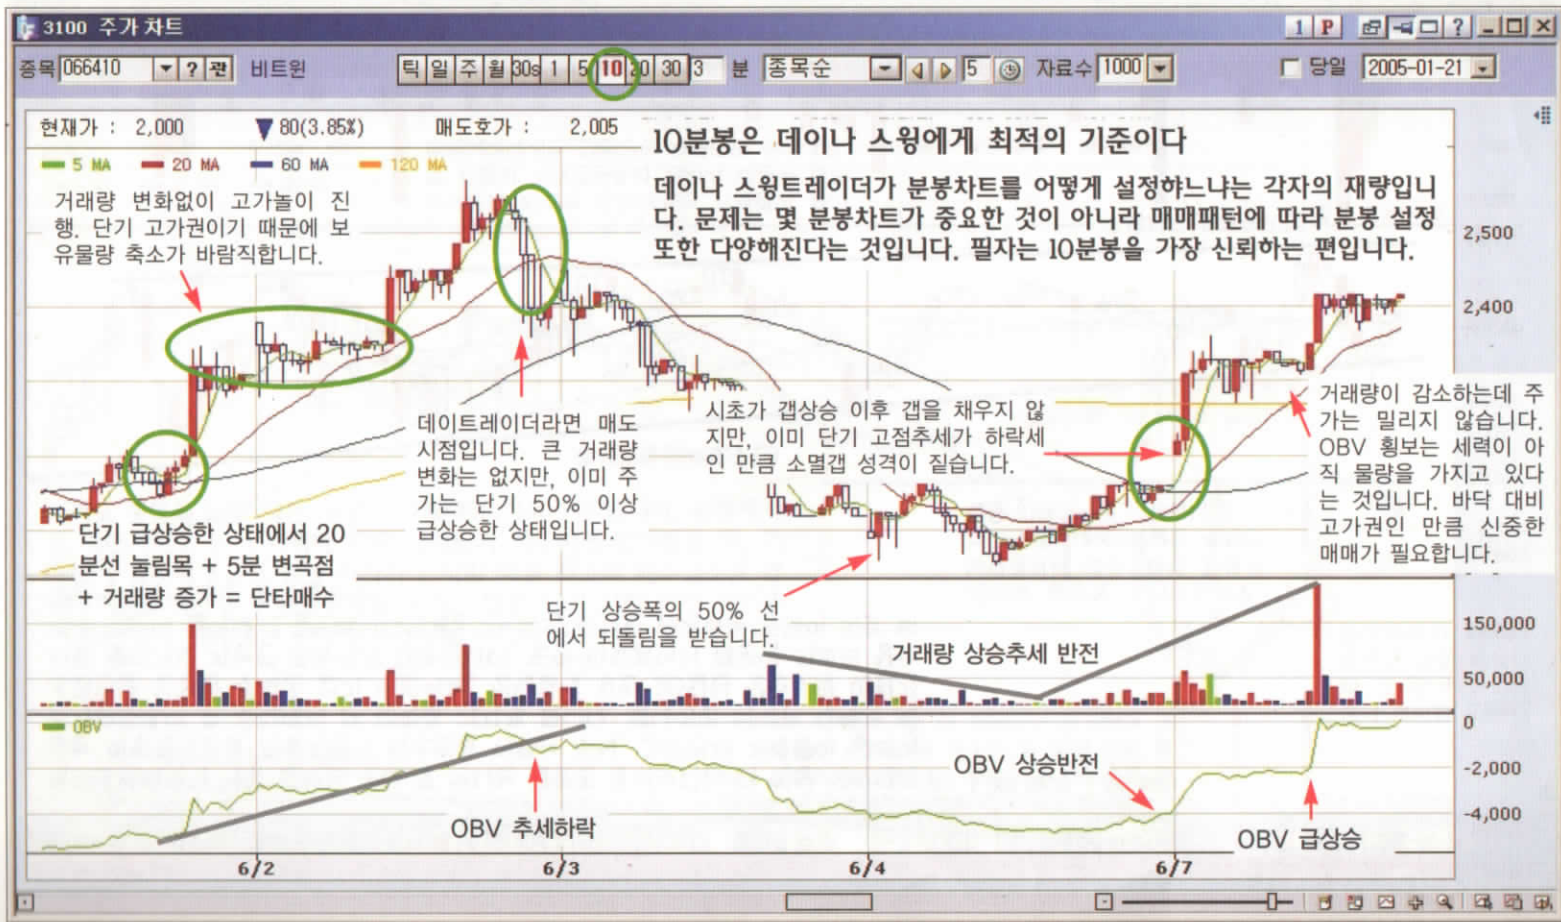 3100 주가 차트
1 P
?
종목 066410 ? 관 비트윈 틱 일 주 월 30s 1 5 10 20 30 3 분 종목순 5 자료수 1000 당일 2005-01-21
현재가 : 2,000 ▼ 80(3.85%) 매도호가 : 2,005
5 MA 20 MA 60 MA 120 MA
10분봉은 데이나 스윙에게 최적의 기준이다
데이나 스윙트레이더가 분봉차트를 어떻게 설정하느냐는 각자의 재량입니
다. 문제는 몇 분봉차트가 중요한 것이 아니라 매매패턴에 따라 분봉 설정
또한 다양해진다는 것입니다. 필자는 10분봉을 가장 신뢰하는 편입니다.
거래량 변화없이 고가놀이 진
행. 단기 고가권이기 때문에 보
유물량 축소가 바람직합니다.
2,500
2,400
데이트레이더라면 매도
시점입니다. 큰 거래량
변화는 없지만, 이미 주
가는 단기 50% 이상
급상승한 상태입니다.
시초가 갭상승 이후 갭을 채우지 않
지만, 이미 단기 고점추세가 하락세
인 만큼 소멸갭 성격이 짙습니다.
거래량이 감소하는데 주
가는 밀리지 않습니다.
OBV 횡보는 세력이 아
직 물량을 가지고 있다
는 것입니다. 바닥 대비
고가권인 만큼 신중한
매매가 필요합니다.
단기 급상승한 상태에서 20
분선 눌림목 + 5분 변곡점
+ 거래량 증가 = 단타매수
단기 상승폭의 50% 선
에서 되돌림을 받습니다.
거래량 상승추세 반전
150,000
50,000
OBV
0
-2,000
-4,000
OBV 추세하락
OBV 상승반전
OBV 급상승
6/2 6/3 6/4 6/7